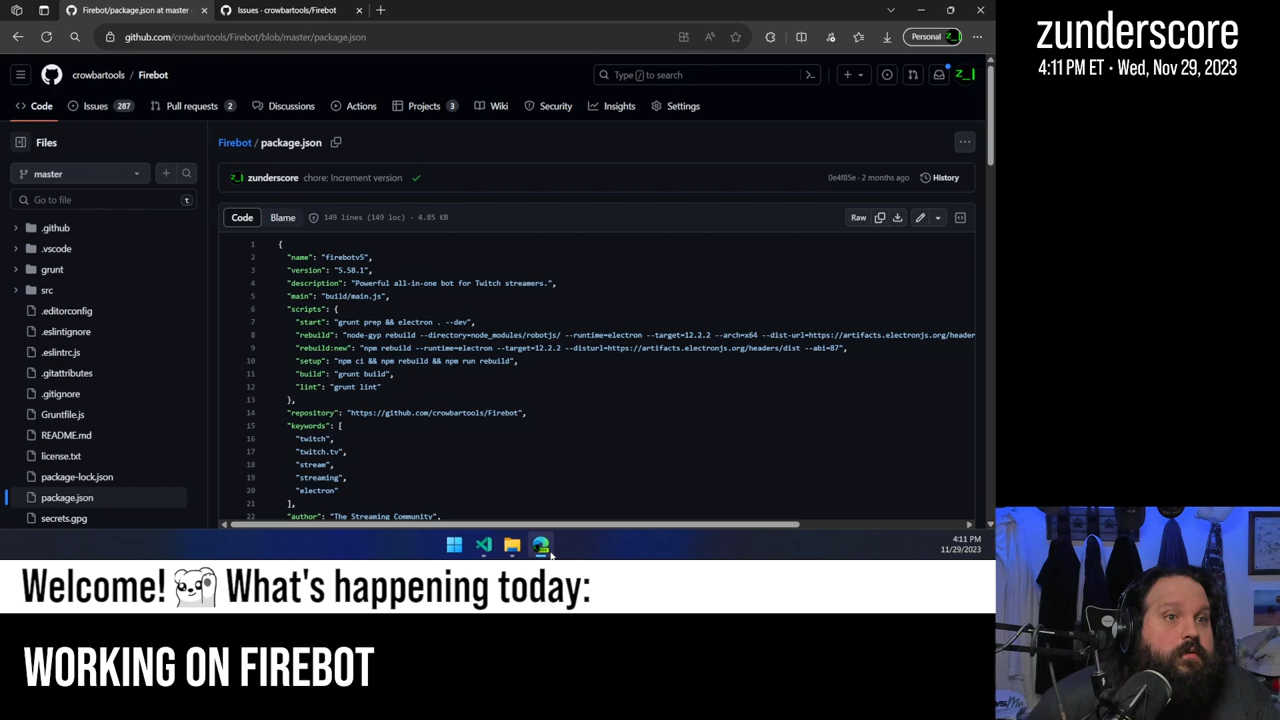 Firebot/package.json at master
Issues · crowbartools/Firebot
github.com/crowbartools/Firebot/blob/master/package.json
Personal
crowbartools / Firebot
Type / to search
Code
Issues 287
Pull requests 2
Discussions
Actions
Projects 3
Wiki
Security
Insights
Settings
Files
master
Go to file
t
.github
.vscode
grunt
src
.editorconfig
.eslintignore
.eslintrc.js
.gitattributes
.gitignore
Gruntfile.js
README.md
license.txt
package-lock.json
package.json
secrets.gpg
Firebot / package.json
zunderscore chore: Increment version
0e4f85e · 2 months ago
History
Code
Blame
149 lines (149 loc) · 4.85 KB
Raw
1 {
2 "name": "firebotv5",
3 "version": "5.58.1",
4 "description": "Powerful all-in-one bot for Twitch streamers.",
5 "main": "build/main.js",
6 "scripts": {
7 "start": "grunt prep && electron . --dev",
8 "rebuild": "node-gyp rebuild --directory=node_modules/robotjs/ --runtime=electron --target=12.2.2 --arch=x64 --dist-url=https://artifacts.electronjs.org/header
9 "rebuild:new": "npm rebuild --runtime=electron --target=12.2.2 --disturl=https://artifacts.electronjs.org/headers/dist --abi=87",
10 "setup": "npm ci && npm rebuild && npm run rebuild",
11 "build": "grunt build",
12 "lint": "grunt lint"
13 },
14 "repository": "https://github.com/crowbartools/Firebot",
15 "keywords": [
16 "twitch",
17 "twitch.tv",
18 "stream",
19 "streaming",
20 "electron"
21 ],
22 "author": "The Streaming Community",
4:11 PM
11/29/2023
zunderscore
4:11 PM ET • Wed, Nov 29, 2023
Welcome! What's happening today:
WORKING ON FIREBOT